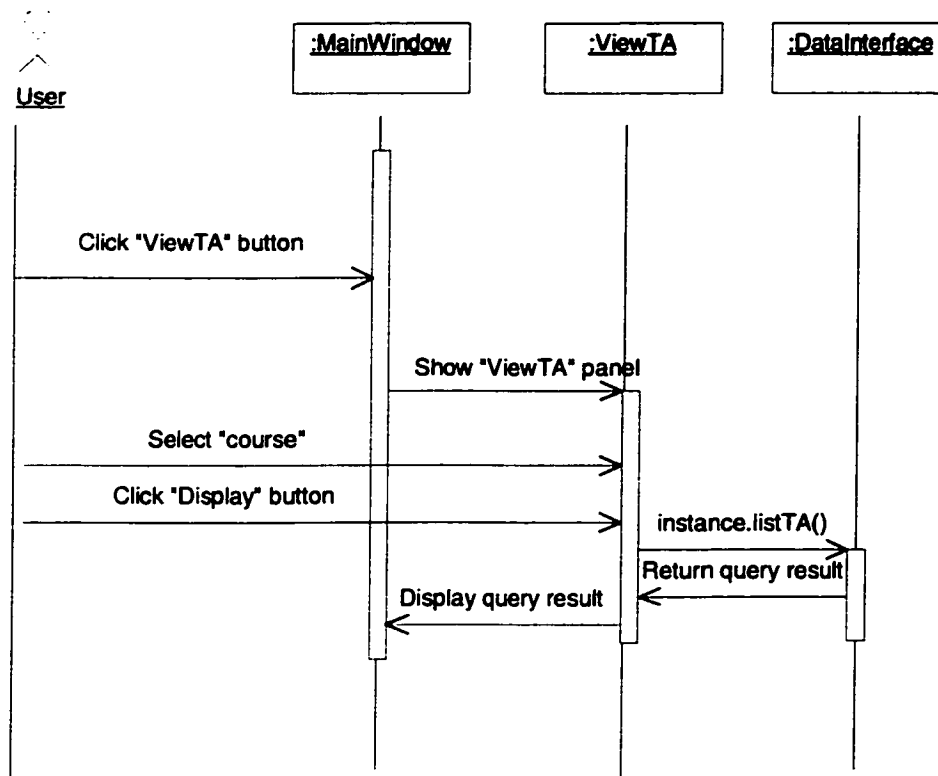 :MainWindow
:ViewTA
:DataInterface
User
Click "ViewTA" button
Show "ViewTA" panel
Select "course"
Click "Display" button
instance.listTA()
Return query result
Display query result